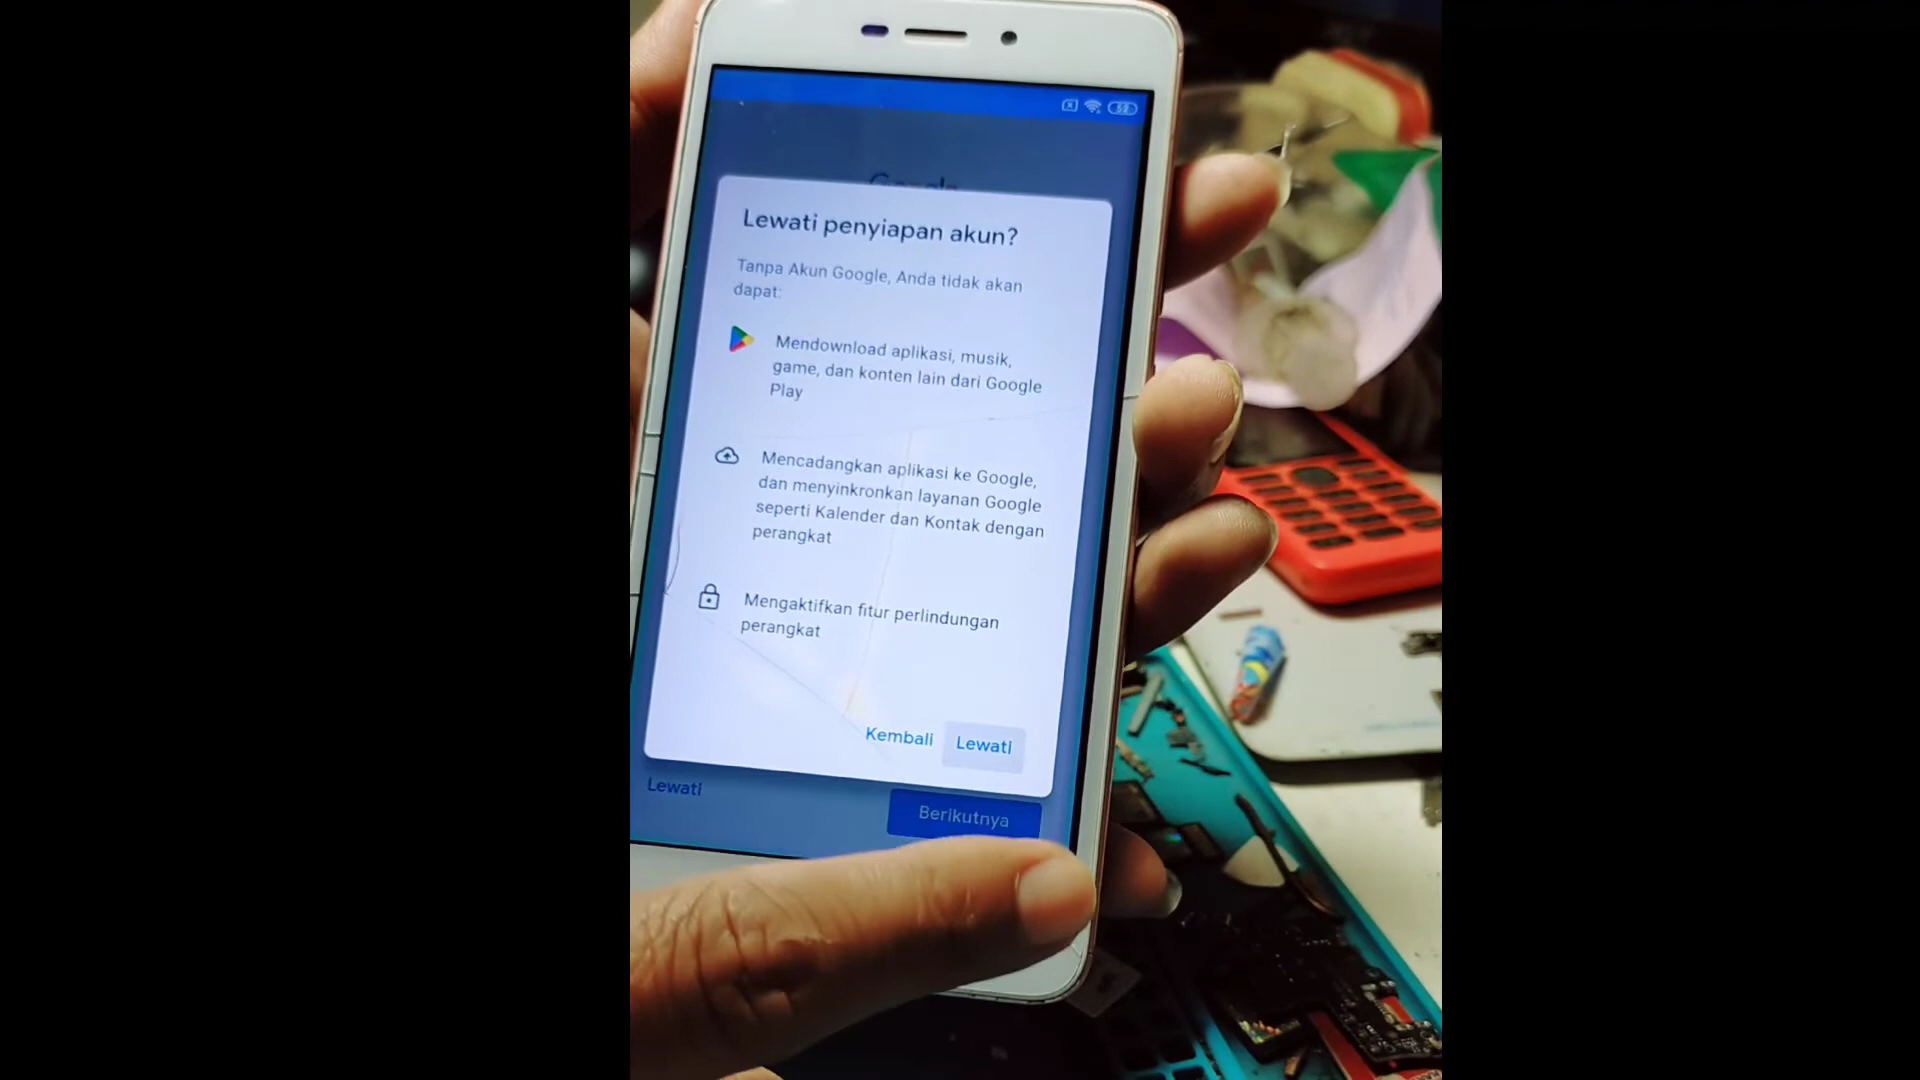 59
Google
Lewati penyiapan akun?
Tanpa Akun Google, Anda tidak akan
dapat:
Mendownload aplikasi, musik,
game, dan konten lain dari Google
Play
Mencadangkan aplikasi ke Google,
dan menyinkronkan layanan Google
seperti Kalender dan Kontak dengan
perangkat
Mengaktifkan fitur perlindungan
perangkat
Kembali Lewati
Lewati Berikutnya